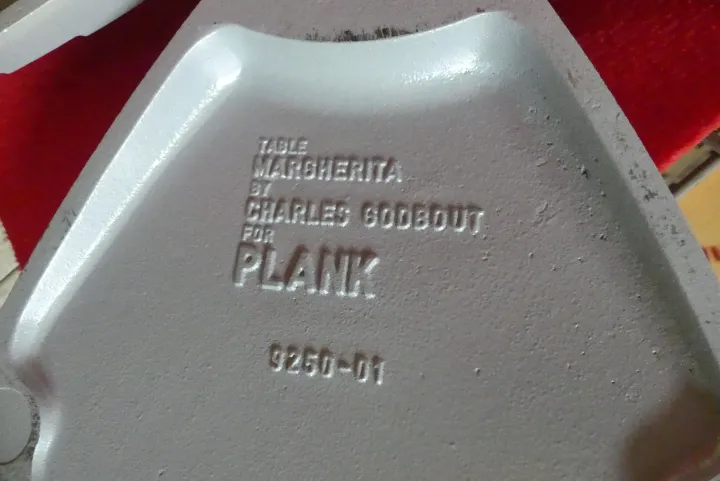 TABLE
MARGHERITA
BY
CHARLES GODBOUT
FOR
PLANK
9250-01